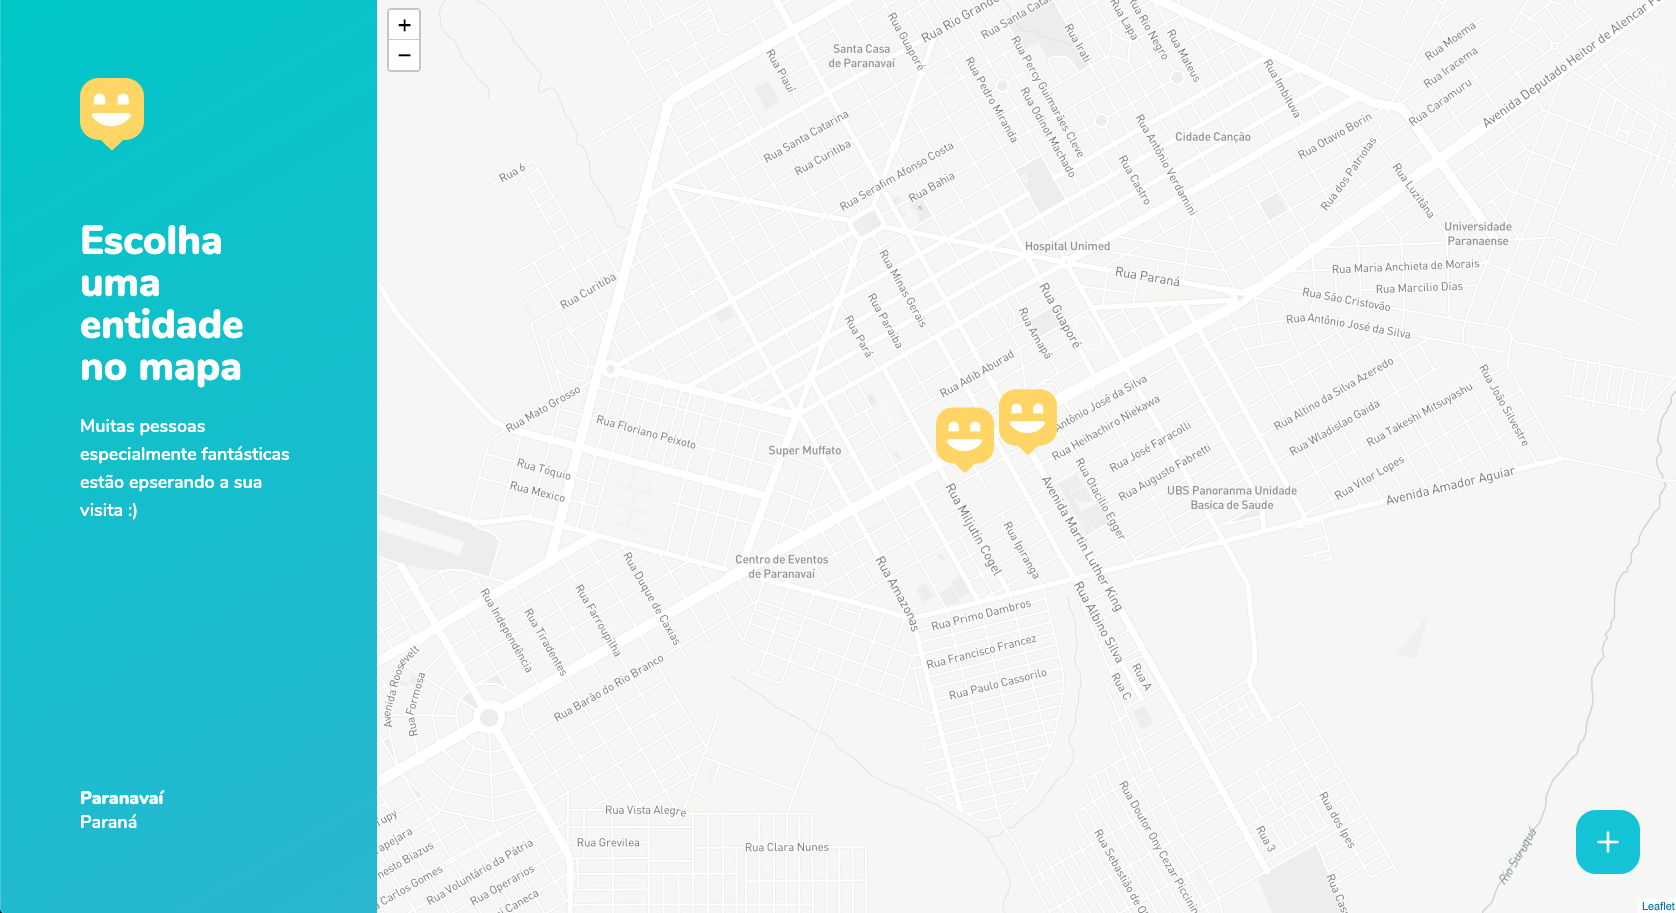 Escolha
uma
entidade
no mapa
Muitas pessoas
especialmente fantásticas
estão epserando a sua
visita :)
Paranavaí
Paraná
+
−
Santa Casa
de Paranavaí
Rua Piauí
Rua Guaporé
Rua Rio Grande
Rua Santa Cata
Rua Irati
Rua Lapa
Rua Rio Negro
Rua Mateus
Rua Pedro Miranda
Rua Percy Guimarães Cleve
Rua Odinot Machado
Rua Antônio Verdamini
Rua Castro
Cidade Canção
Rua Imbituva
Rua Otavio Borin
Rua dos Patriotas
Rua Luzitânia
Rua Moema
Rua Iracema
Rua Caramuru
Avenida Deputado Heitor de Alencar Fu
Rua 6
Rua Santa Catarina
Rua Curitiba
Rua Serafim Afonso Costa
Rua Bahia
Hospital Unimed
Universidade
Paranaense
Rua Paraná
Rua Maria Anchieta de Morais
Rua Marcilio Dias
Rua São Cristovão
Rua Antônio José da Silva
Rua Curitiba
Rua Minas Gerais
Rua Paraiba
Rua Pará
Rua Guaporé
Rua Amapá
Rua Adib Aburad
Antônio José da Silva
Rua Heihachiro Niekawa
Rua José Faracolli
Rua Augusto Fabretti
Rua Otacilio Egger
UBS Panoranma Unidade
Basica de Saude
Rua Altino da Silva Azeredo
Rua Wladislao Gaida
Rua Takeshi Mitsuyashu
Rua João Silvestre
Rua Vitor Lopes
Avenida Amador Aguiar
Rua Mato Grosso
Rua Floriano Peixoto
Super Muffato
Rua Tóquio
Rua Mexico
Rua Miljutin Cogel
Rua Ipiranga
Avenida Martin Luther King
Centro de Eventos
de Paranavaí
Rua Amazonas
Rua Duque de Caxias
Rua Farroupilha
Rua Tiradentes
Rua Independência
Rua Primo Dambros
Rua Albino Silva
Rua Francisco Francez
Rua Paulo Cassorilo
Rua A
Rua C
Avenida Roosevelt
Rua Formosa
Rua Barão do Rio Branco
Rua Vista Alegre
Rua Grevilea
Rua Clara Nunes
Tupy
apejara
nesto Biazus
Carlos Gomes
Rua Voluntário da Pátria
Rua Operarios
i Caneca
Rua Doutor Ony Cezar Piccinin
Rua Sebastião de O
Rua 3
Rua dos Ipes
Rua Cas
Rio Suruquá
Leaflet